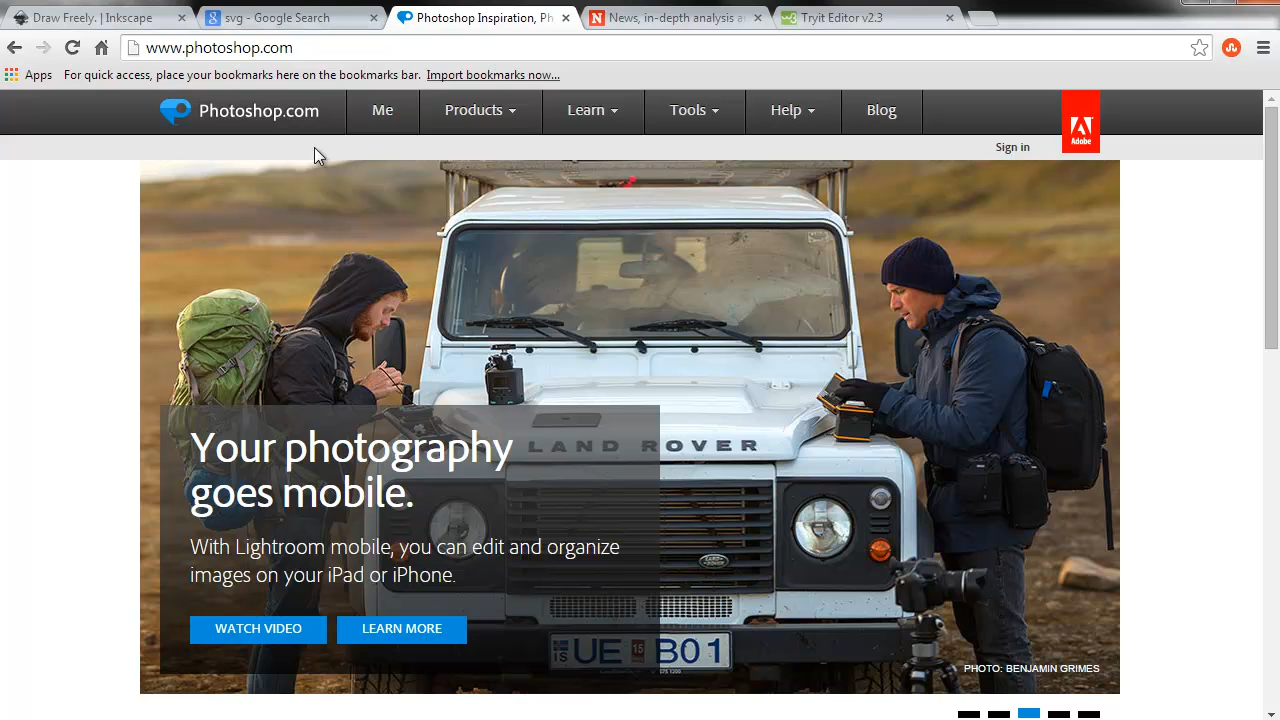 Draw Freely. | Inkscape
svg - Google Search
Photoshop Inspiration, Ph
News, in-depth analysis a
Tryit Editor v2.3
www.photoshop.com
Apps
For quick access, place your bookmarks here on the bookmarks bar. Import bookmarks now...
Photoshop.com
Me
Products
Learn
Tools
Help
Blog
Adobe
Sign in
LAND ROVER
Your photography
goes mobile.
With Lightroom mobile, you can edit and organize
images on your iPad or iPhone.
WATCH VIDEO
LEARN MORE
UE B01
PHOTO: BENJAMIN GRIMES